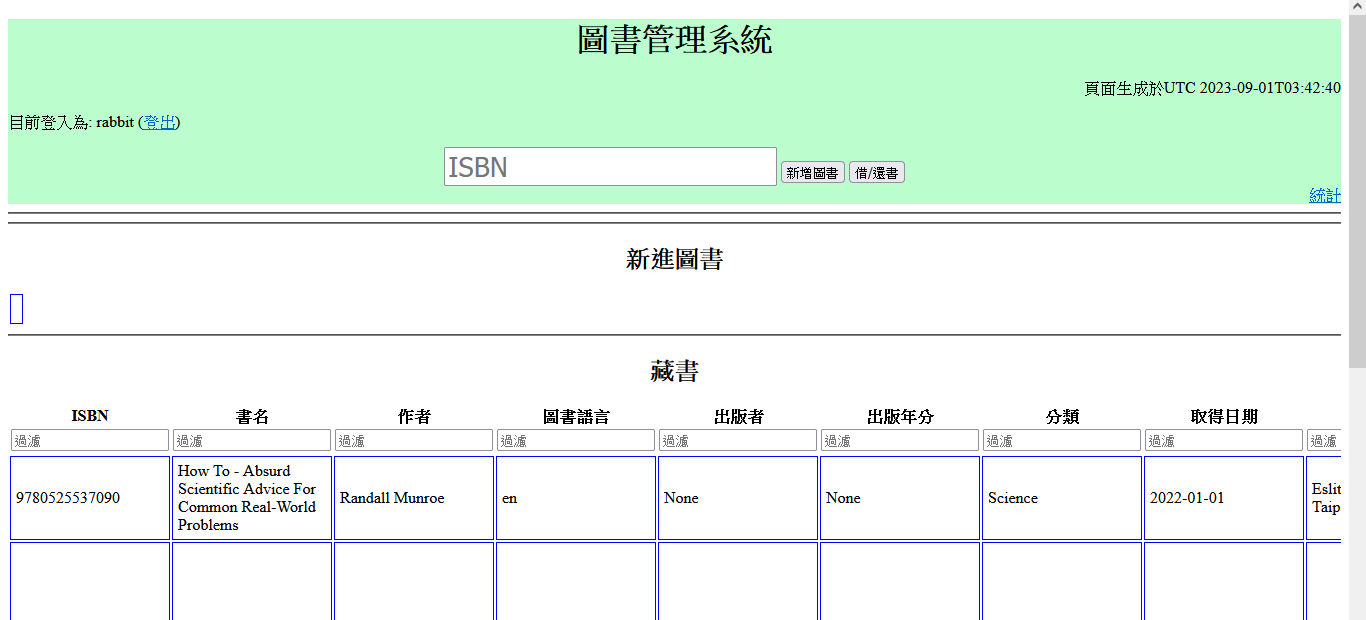 圖書管理系統
頁面生成於UTC 2023-09-01T03:42:40
目前登入為: rabbit (登出)
ISBN 新增圖書 借/還書
統計
新進圖書
藏書
ISBN 書名 作者 圖書語言 出版者 出版年分 分類 取得日期
過濾 過濾 過濾 過濾 過濾 過濾 過濾 過濾 過濾
9780525537090
How To - Absurd
Scientific Advice For
Common Real-World
Problems
Randall Munroe
en
None
None
Science
2022-01-01
Eslit
Taip